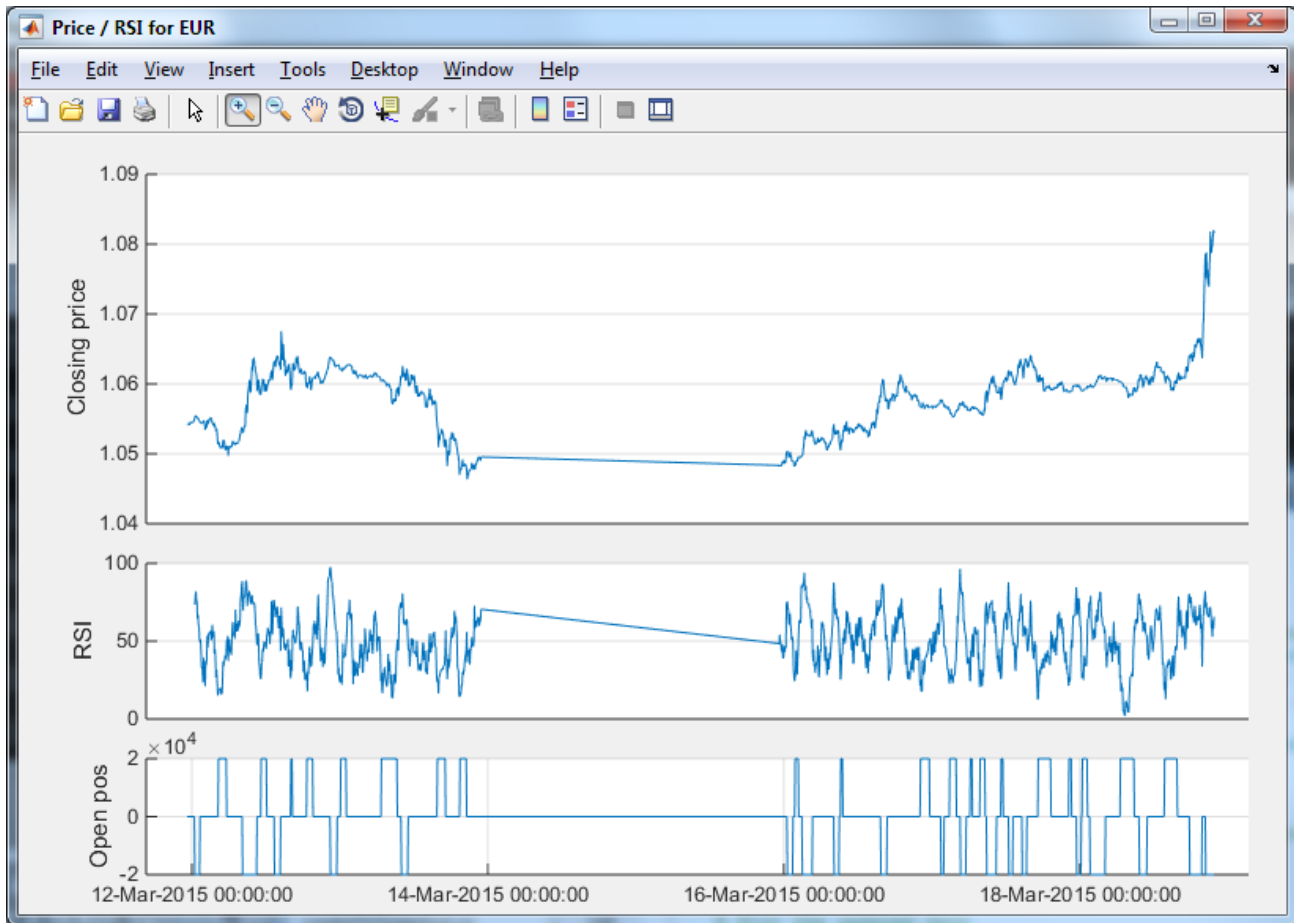 Price / RSI for EUR
File Edit View Insert Tools Desktop Window Help
1.09
1.08
1.07
1.06
1.05
1.04
Closing price
100
50
0
RSI
×10^4
2
0
-2
Open pos
12-Mar-2015 00:00:00 14-Mar-2015 00:00:00 16-Mar-2015 00:00:00 18-Mar-2015 00:00:00